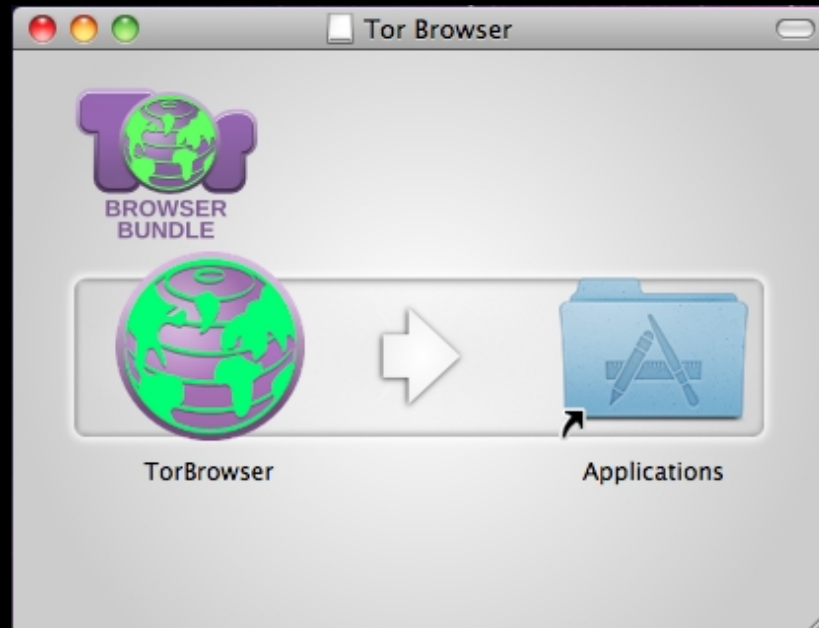 Tor Browser
Tor
BROWSER
BUNDLE
TorBrowser
Applications